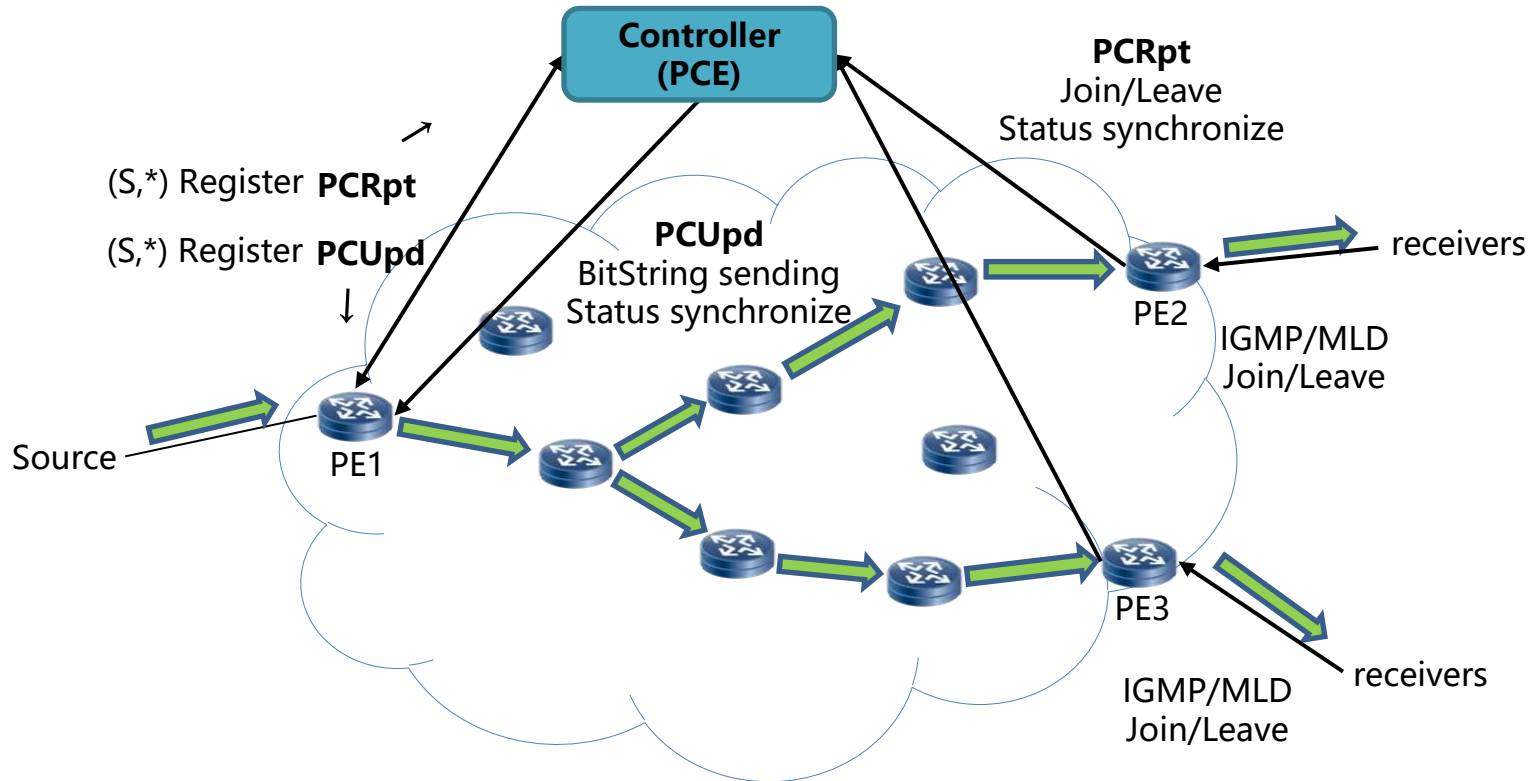 Controller
(PCE)
PCRpt
Join/Leave
Status synchronize
(S,*) Register PCRpt
(S,*) Register PCUpd
PCUpd
BitString sending
Status synchronize
receivers
PE2
IGMP/MLD
Join/Leave
Source
PE1
PE3
receivers
IGMP/MLD
Join/Leave